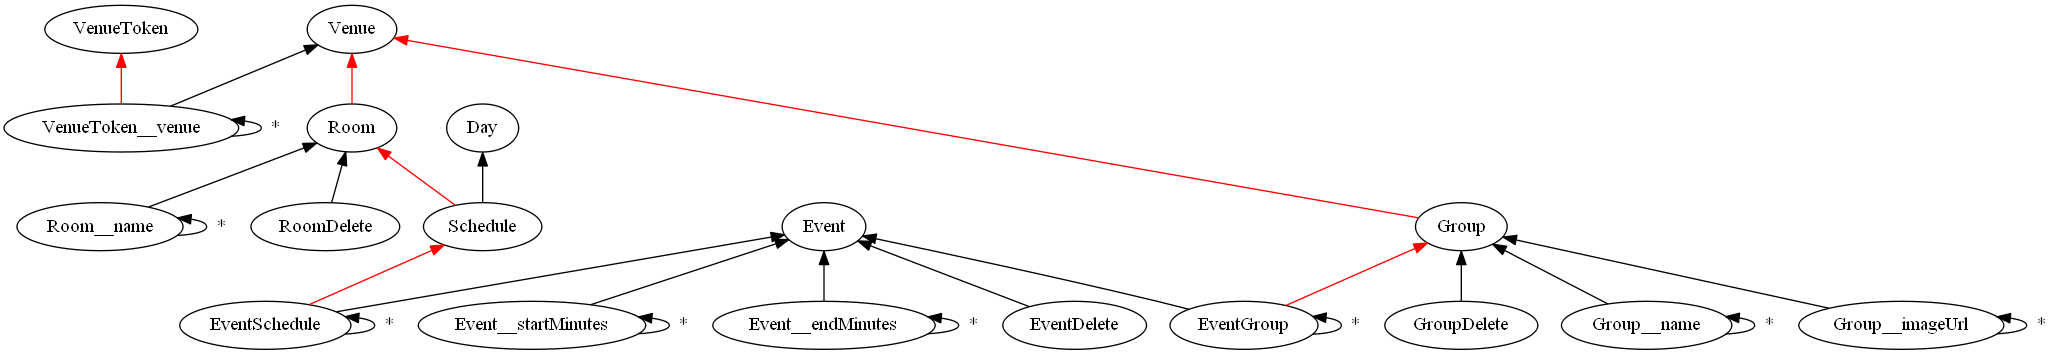 VenueToken
Venue
VenueToken__venue
*
Room
Day
Room__name
*
RoomDelete
Schedule
Event
Group
EventSchedule
*
Event__startMinutes
*
Event__endMinutes
*
EventDelete
EventGroup
*
GroupDelete
Group__name
*
Group__imageUrl
*